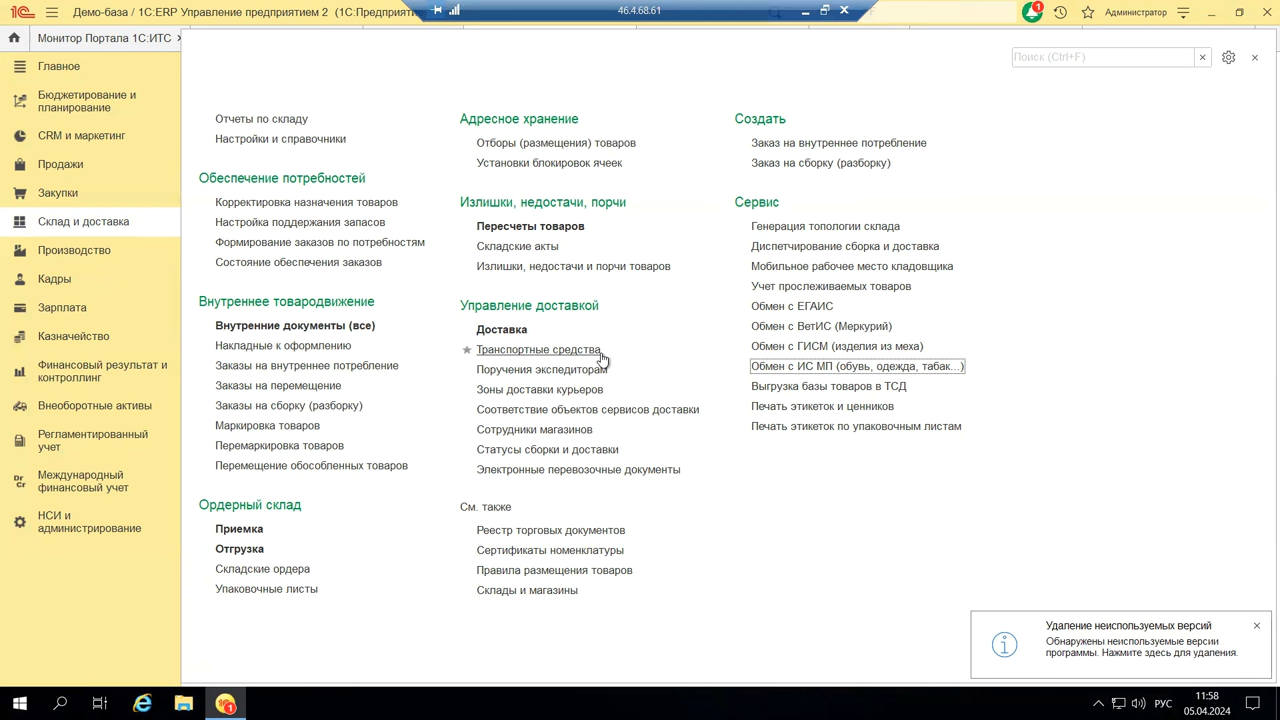 Демо-база / 1С:ERP Управление предприятием 2 (1С:Предприяти
46.4.68.61
1
Администратор
Монитор Портала 1С:ИТС
Поиск (Ctrl+F)
Главное
Бюджетирование и
планирование
CRM и маркетинг
Продажи
Закупки
Склад и доставка
Производство
Кадры
Зарплата
Казначейство
Финансовый результат и
контроллинг
Внеоборотные активы
Регламентированный
учет
Международный
финансовый учет
НСИ и
администрирование
Отчеты по складу
Настройки и справочники
Обеспечение потребностей
Корректировка назначения товаров
Настройка поддержания запасов
Формирование заказов по потребностям
Состояние обеспечения заказов
Внутреннее товародвижение
Внутренние документы (все)
Накладные к оформлению
Заказы на внутреннее потребление
Заказы на перемещение
Заказы на сборку (разборку)
Маркировка товаров
Перемаркировка товаров
Перемещение обособленных товаров
Ордерный склад
Приемка
Отгрузка
Складские ордера
Упаковочные листы
Адресное хранение
Отборы (размещения) товаров
Установки блокировок ячеек
Излишки, недостачи, порчи
Пересчеты товаров
Складские акты
Излишки, недостачи и порчи товаров
Управление доставкой
Доставка
Транспортные средства
Поручения экспедиторам
Зоны доставки курьеров
Соответствие объектов сервисов доставки
Сотрудники магазинов
Статусы сборки и доставки
Электронные перевозочные документы
См. также
Реестр торговых документов
Сертификаты номенклатуры
Правила размещения товаров
Склады и магазины
Создать
Заказ на внутреннее потребление
Заказ на сборку (разборку)
Сервис
Генерация топологии склада
Диспетчирование сборка и доставка
Мобильное рабочее место кладовщика
Учет прослеживаемых товаров
Обмен с ЕГАИС
Обмен с ВетИС (Меркурий)
Обмен с ГИСМ (изделия из меха)
Обмен с ИС МП (обувь, одежда, табак...)
Выгрузка базы товаров в ТСД
Печать этикеток и ценников
Печать этикеток по упаковочным листам
Удаление неиспользуемых версий
Обнаружены неиспользуемые версии
программы. Нажмите здесь для удаления.
1
РУС
11:58
05.04.2024